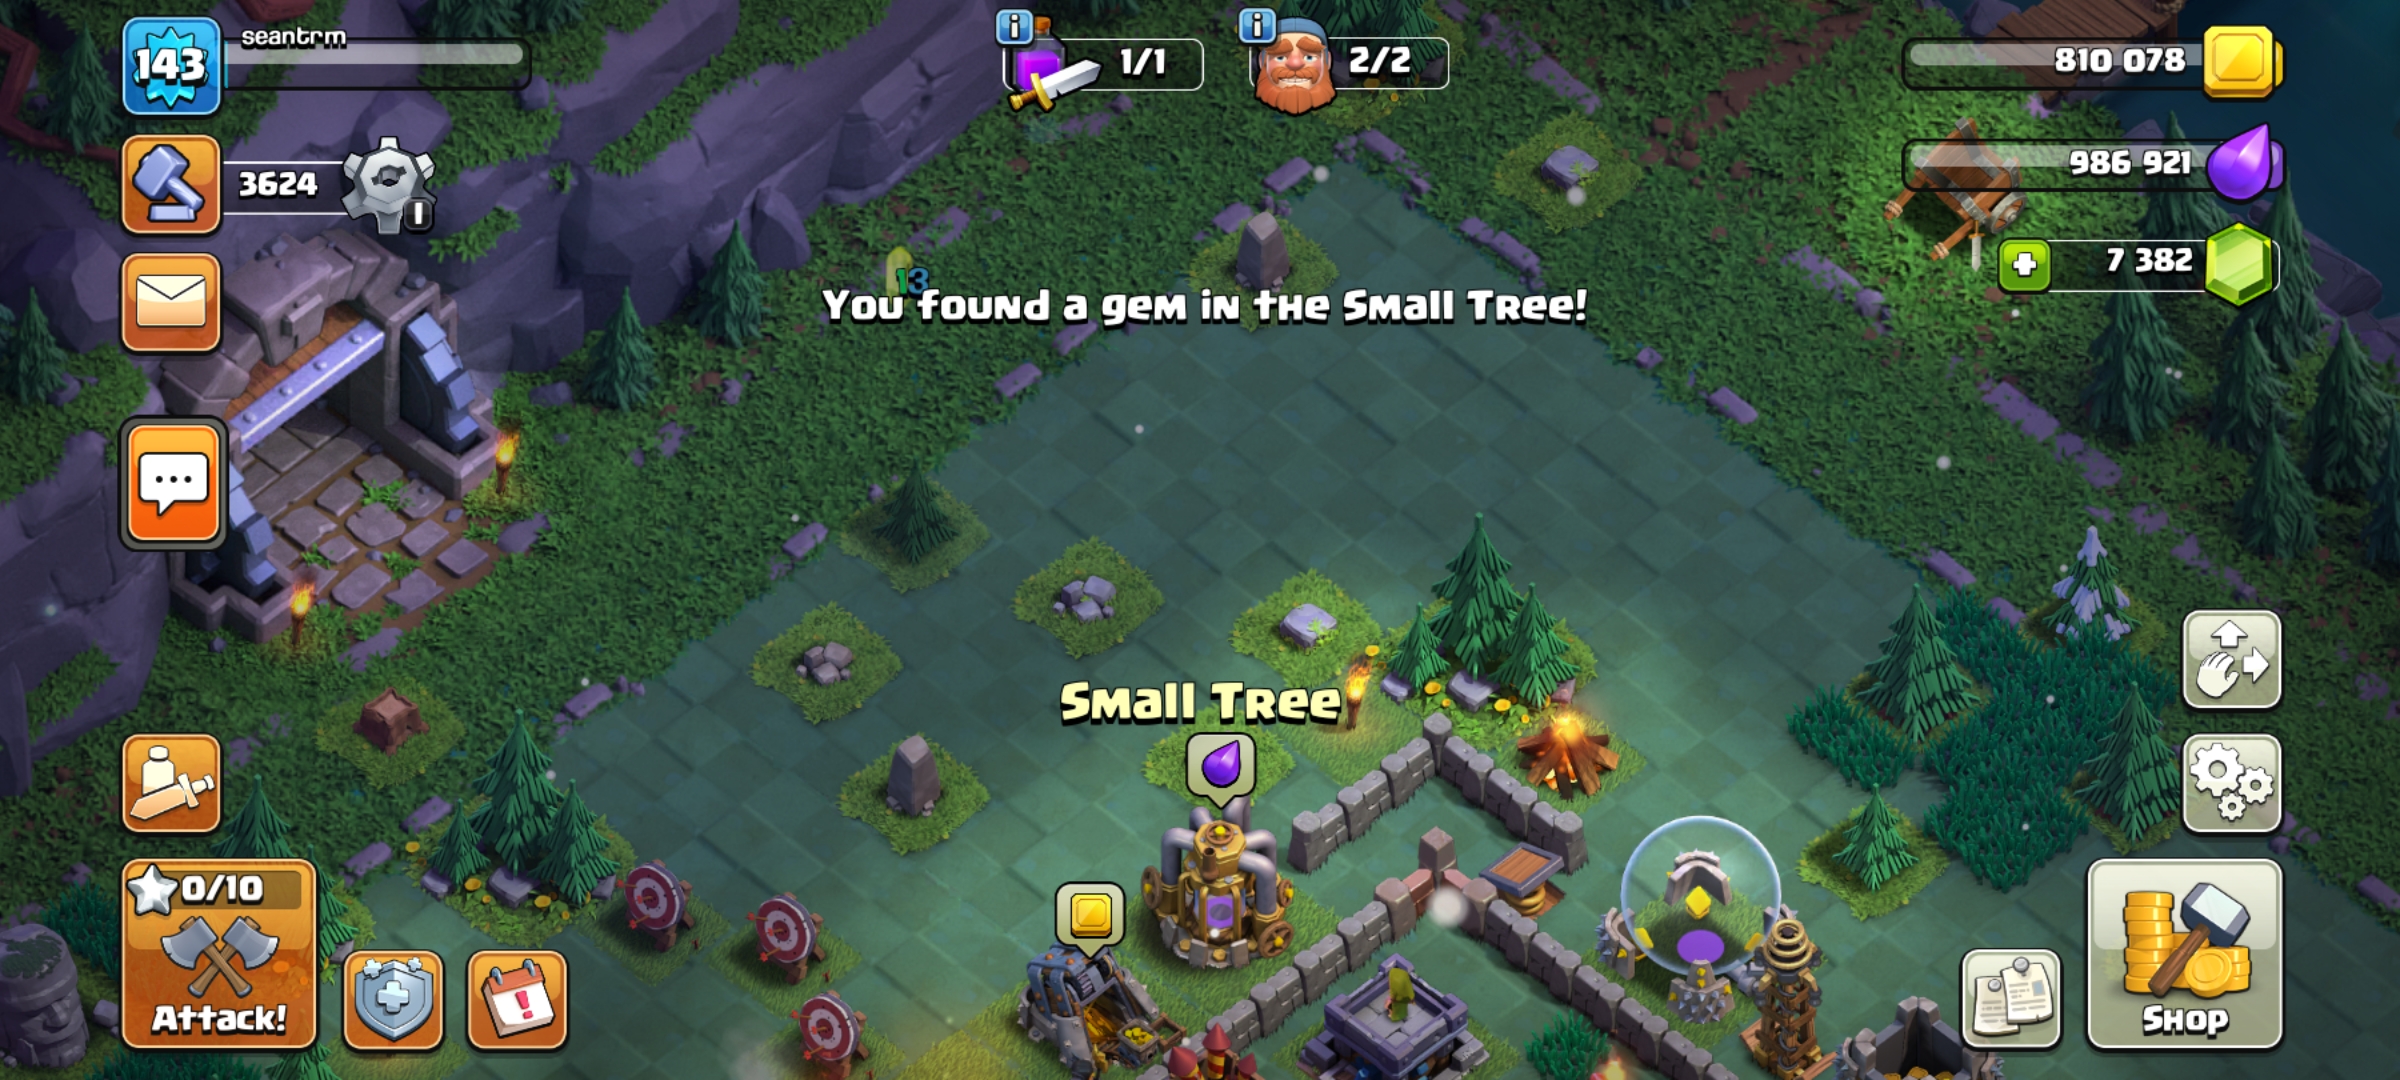 143
seantrm
1/1
2/2
810 078
3624
I
986 921
7 382
13
You found a gem in the Small Tree!
Small Tree
0/10
Attack!
Shop